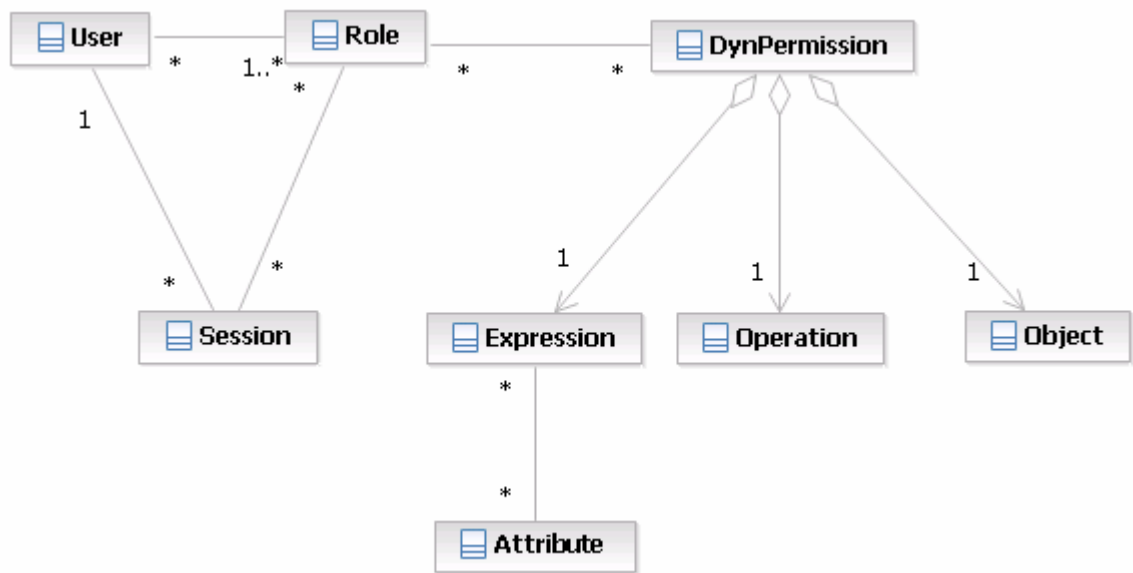 User
Role
DynPermission
*
1..*
*
*
*
1
1
1
1
*
*
Session
Expression
Operation
Object
*
*
Attribute